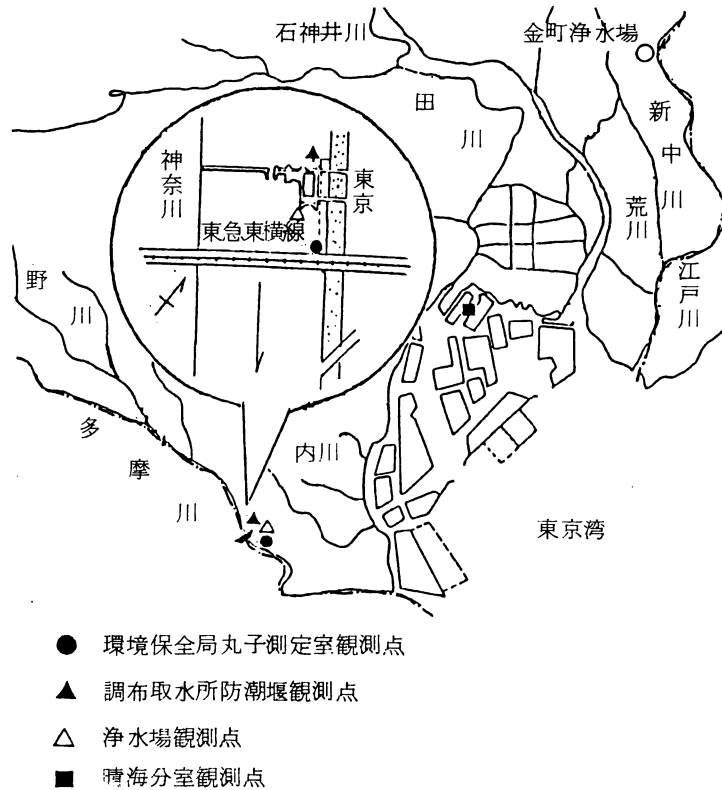 石神井川
金町浄水場
田川
新中川
荒川
江戸川
神奈川
東京
東急東横線
野川
多摩川
内川
東京湾
● 環境保全局丸子測定室観測点
▲ 調布取水所防潮堰観測点
△ 浄水場観測点
■ 晴海分室観測点